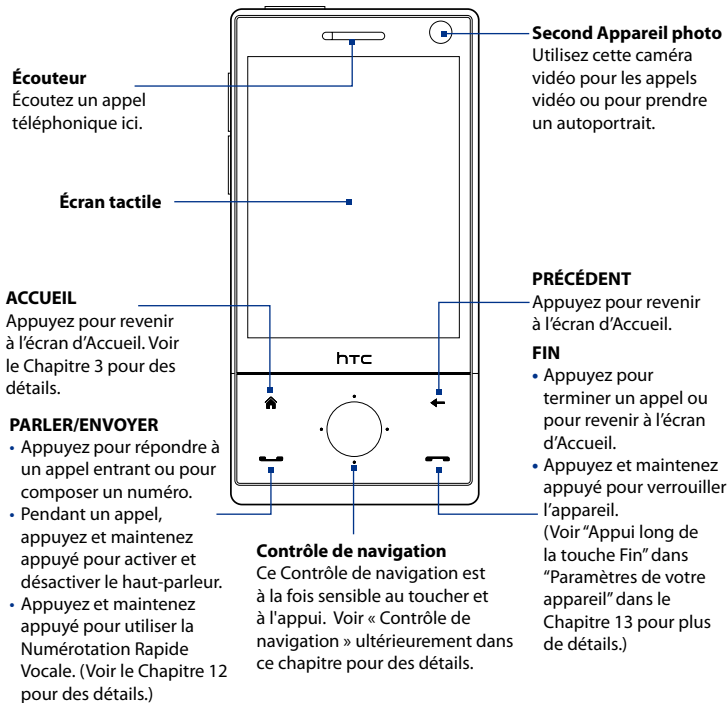 Écouteur
Écoutez un appel
téléphonique ici.
Second Appareil photo
Utilisez cette caméra
vidéo pour les appels
vidéo ou pour prendre
un autoportrait.
Écran tactile
ACCUEIL
Appuyez pour revenir
à l'écran d'Accueil. Voir
le Chapitre 3 pour des
détails.
PARLER/ENVOYER
• Appuyez pour répondre à
un appel entrant ou pour
composer un numéro.
• Pendant un appel,
appuyez et maintenez
appuyé pour activer et
désactiver le haut-parleur.
• Appuyez et maintenez
appuyé pour utiliser la
Numérotation Rapide
Vocale. (Voir le Chapitre 12
pour des détails.)
hTC
Contrôle de navigation
Ce Contrôle de navigation est
à la fois sensible au toucher et
à l'appui. Voir « Contrôle de
navigation » ultérieurement dans
ce chapitre pour des détails.
PRÉCÉDENT
Appuyez pour revenir
à l'écran d'Accueil.
FIN
• Appuyez pour
terminer un appel ou
pour revenir à l'écran
d'Accueil.
• Appuyez et maintenez
appuyé pour verrouiller
l'appareil.
(Voir "Appui long de
la touche Fin" dans
"Paramètres de votre
appareil" dans le
Chapitre 13 pour plus
de détails.)